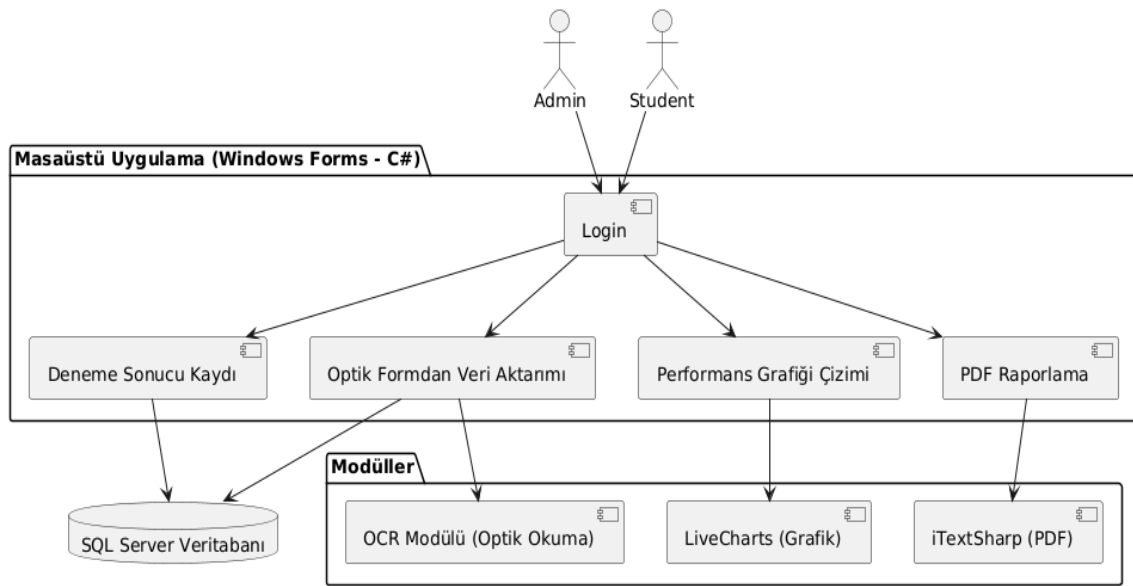 Admin
Student
Masaüstü Uygulama (Windows Forms - C#)
Login
Deneme Sonucu Kaydı
Optik Formdan Veri Aktarımı
Performans Grafiği Çizimi
PDF Raporlama
Modüller
SQL Server Veritabanı
OCR Modülü (Optik Okuma)
LiveCharts (Grafik)
iTextSharp (PDF)